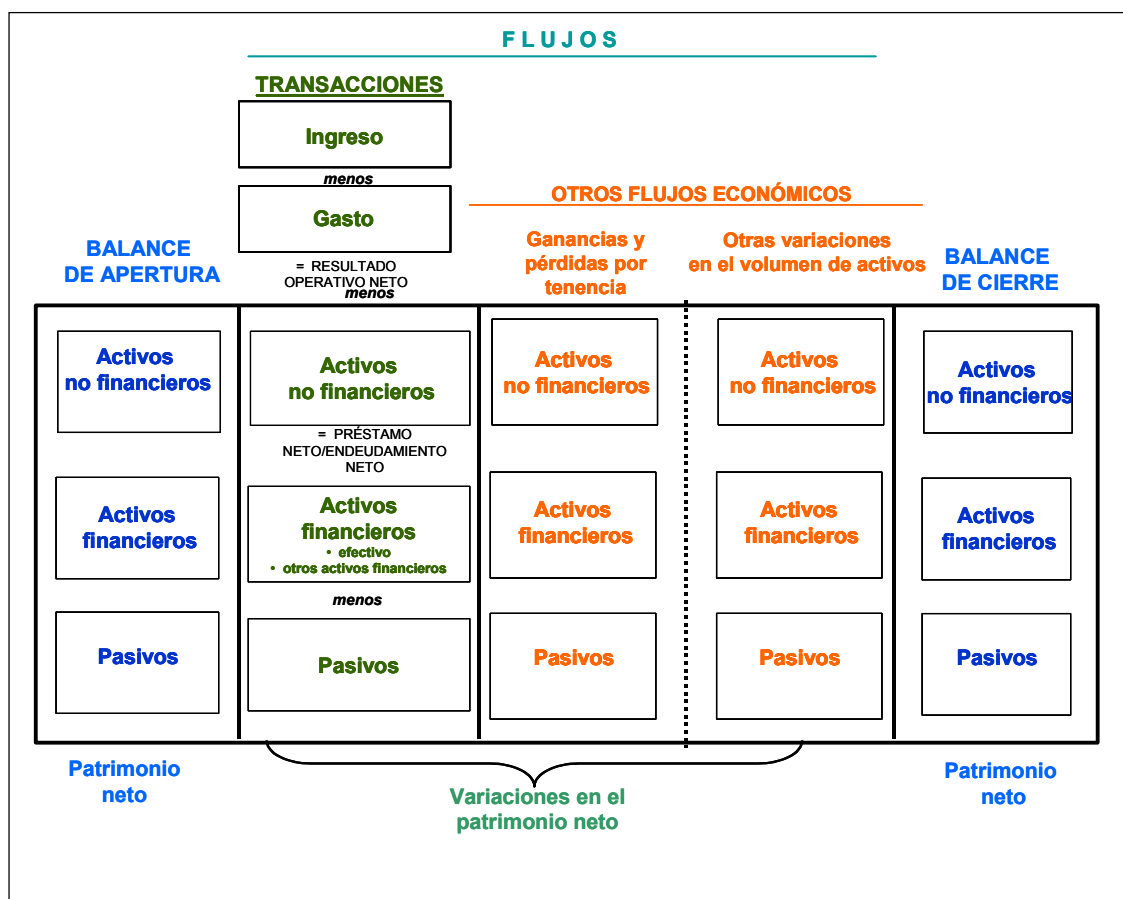 F L U J O S
TRANSACCIONES
Ingreso
menos
Gasto
= RESULTADO
OPERATIVO NETO
menos
OTROS FLUJOS ECONÓMICOS
Ganancias y
pérdidas por
tenencia
Otras variaciones
en el volumen de activos
BALANCE
DE APERTURA
BALANCE
DE CIERRE
Activos
no financieros
Activos
no financieros
Activos
no financieros
Activos
no financieros
Activos
no financieros
= PRÉSTAMO
NETO/ENDEUDAMIENTO
NETO
Activos
financieros
Activos
financieros
• efectivo
• otros activos financieros
Activos
financieros
Activos
financieros
Activos
financieros
menos
Pasivos
Pasivos
Pasivos
Pasivos
Pasivos
Patrimonio
neto
Variaciones en el
patrimonio neto
Patrimonio
neto